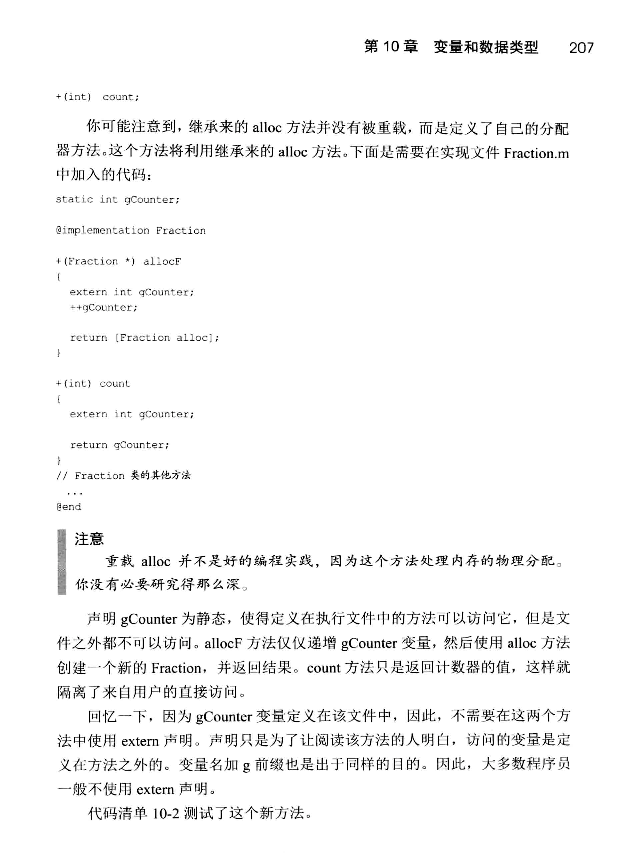 第 10 章 变量和数据类型 207
+(int) count;
你可能注意到，继承来的 alloc 方法并没有被重载，而是定义了自己的分配
器方法。这个方法将利用继承来的 alloc 方法。下面是需要在实现文件 Fraction.m
中加入的代码：
static int gCounter;
@implementation Fraction
+(Fraction *) allocF
{
extern int gCounter;
++gCounter;
return [Fraction alloc];
}
+(int) count
{
extern int gCounter;
return gCounter;
}
// Fraction 类的其他方法
...
@end
注意
重载 alloc 并不是好的编程实践，因为这个方法处理内存的物理分配。
你没有必要研究得那么深。
声明 gCounter 为静态，使得定义在执行文件中的方法可以访问它，但是文
件之外都不可以访问。allocF 方法仅仅递增 gCounter 变量，然后使用 alloc 方法
创建一个新的 Fraction，并返回结果。count 方法只是返回计数器的值，这样就
隔离了来自用户的直接访问。
回忆一下，因为 gCounter 变量定义在该文件中，因此，不需要在这两个方
法中使用 extern 声明。声明只是为了让阅读该方法的人明白，访问的变量是定
义在方法之外的。变量名加 g 前缀也是出于同样的目的。因此，大多数程序员
一般不使用 extern 声明。
代码清单 10-2 测试了这个新方法。